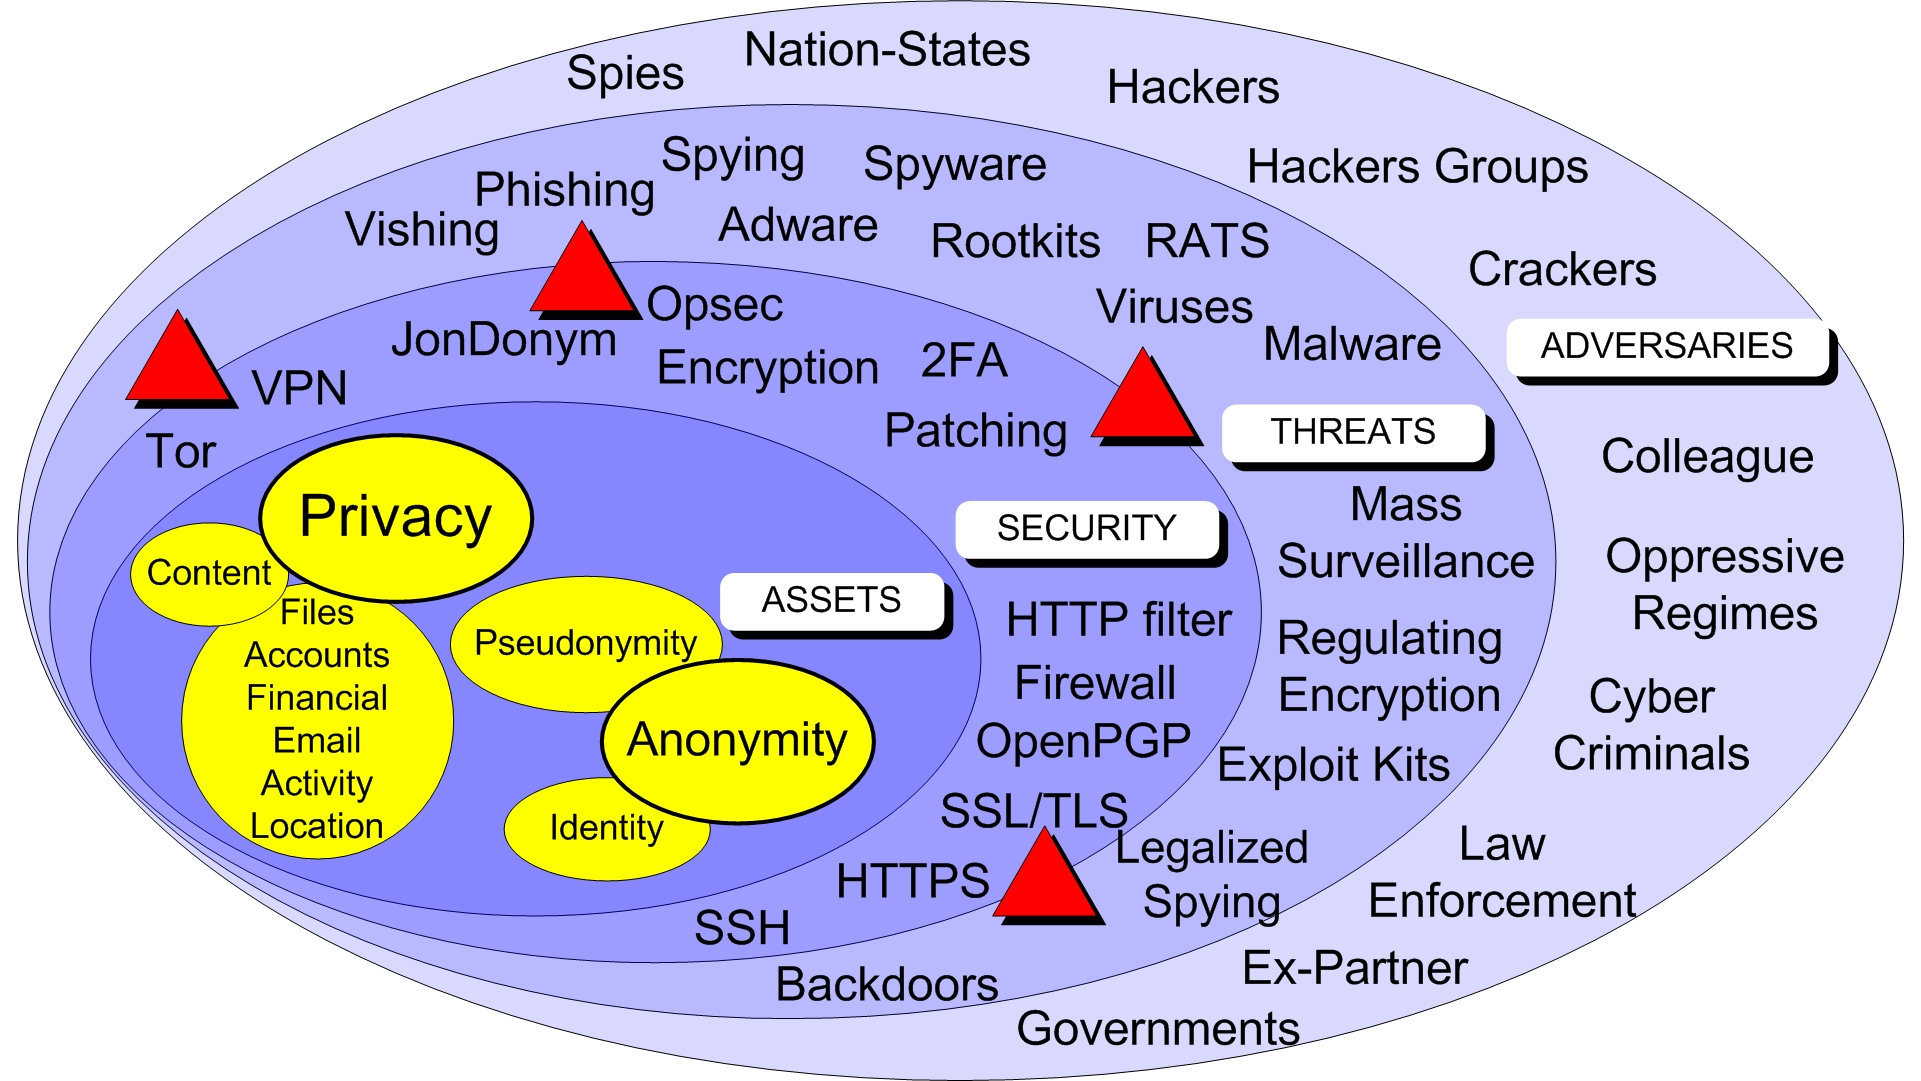 Nation-States
Spies
Hackers
Hackers Groups
Crackers
ADVERSARIES
Colleague
Oppressive
Regimes
Cyber
Criminals
Law
Enforcement
Ex-Partner
Governments
Spying
Spyware
Phishing
Vishing
Adware
Rootkits
RATS
Viruses
Malware
THREATS
Mass
Surveillance
Regulating
Encryption
Exploit Kits
Legalized
Spying
Backdoors
Opsec
JonDonym
Encryption
2FA
VPN
Patching
Tor
SECURITY
HTTP filter
Firewall
OpenPGP
SSL/TLS
HTTPS
SSH
ASSETS
Privacy
Content
Files
Accounts
Financial
Email
Activity
Location
Pseudonymity
Anonymity
Identity